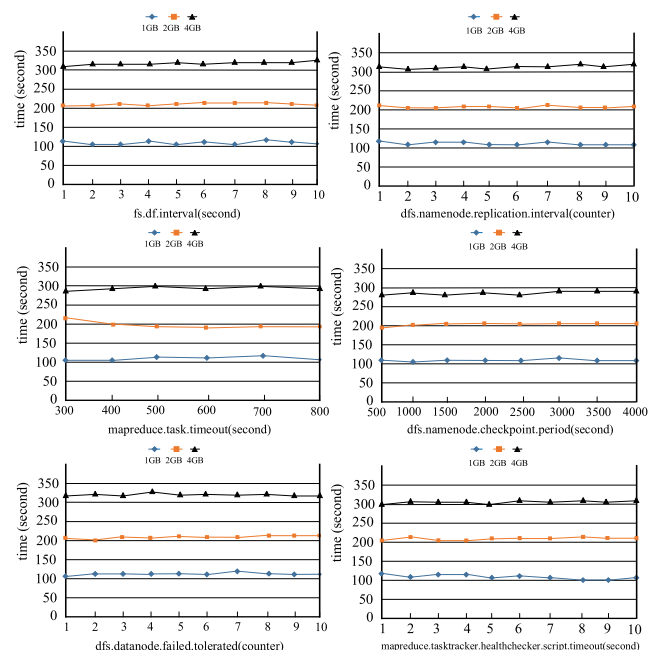 1GB 2GB 4GB
time (second)
350
300
250
200
150
100
50
0
1 2 3 4 5 6 7 8 9 10
fs.df.interval(second)
1GB 2GB 4GB
time (second)
350
300
250
200
150
100
50
0
1 2 3 4 5 6 7 8 9 10
dfs.namenode.replication.interval(counter)
1GB 2GB 4GB
time (second)
350
300
250
200
150
100
50
0
300 400 500 600 700 800
mapreduce.task.timeout(second)
1GB 2GB 4GB
time (second)
350
300
250
200
150
100
50
0
500 1000 1500 2000 2500 3000 3500 4000
dfs.namenode.checkpoint.period(second)
1GB 2GB 4GB
time (second)
350
300
250
200
150
100
50
0
1 2 3 4 5 6 7 8 9 10
dfs.datanode.failed.tolerated(counter)
1GB 2GB 4GB
time (second)
350
300
250
200
150
100
50
0
1 2 3 4 5 6 7 8 9 10
mapreduce.tasktracker.healthchecker.script.timeout(second)